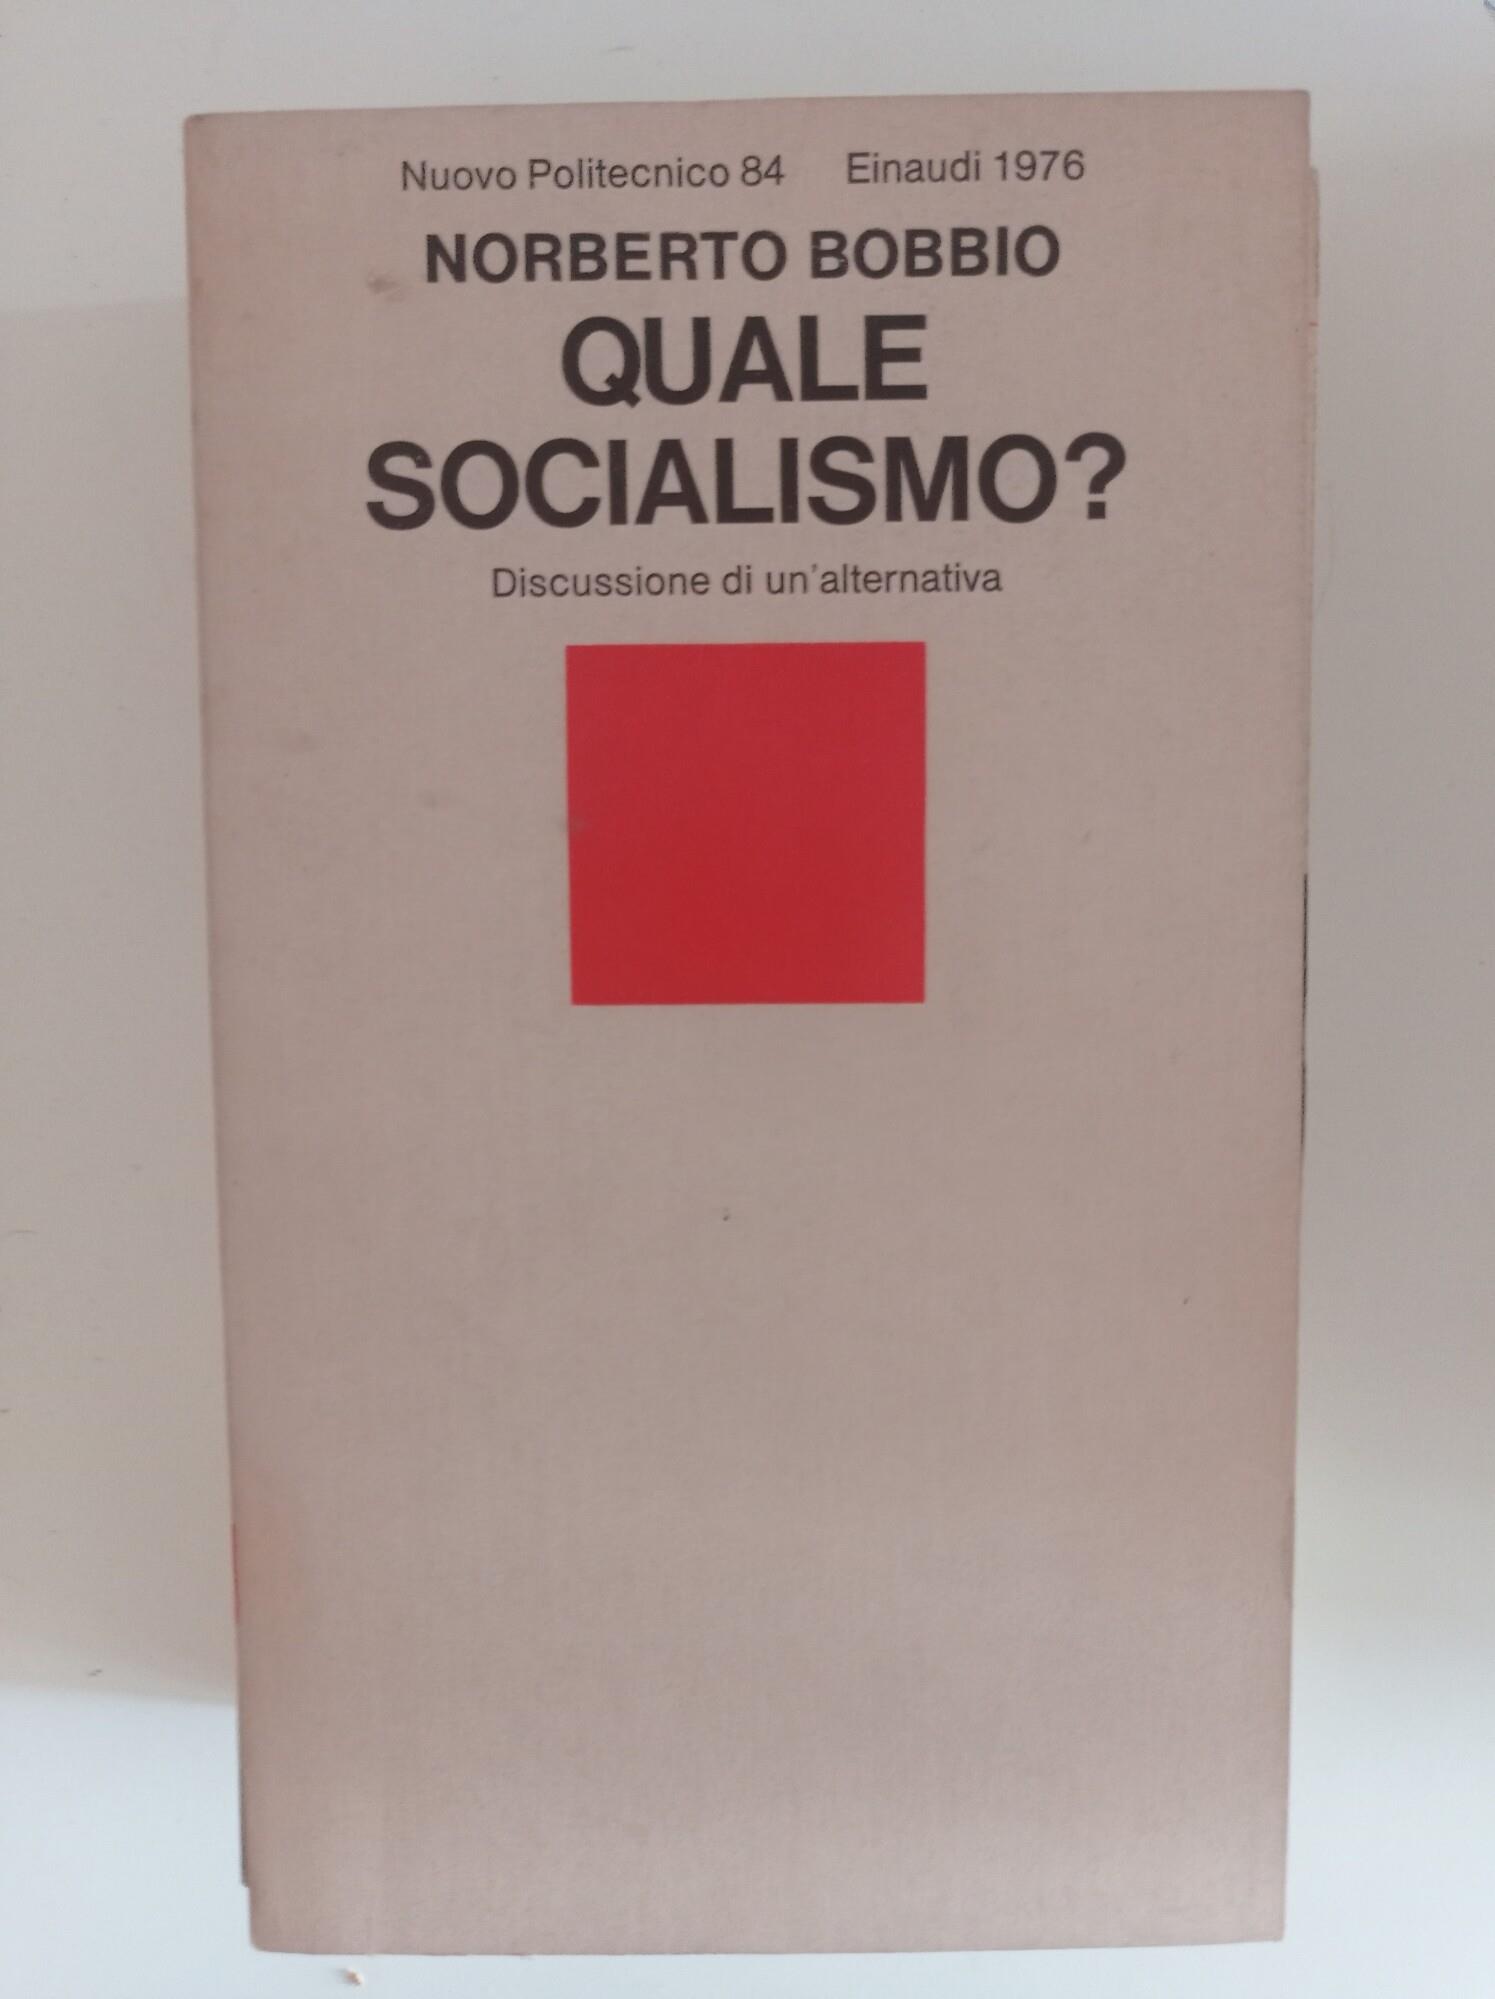 Nuovo Politecnico 84 Einaudi 1976
NORBERTO BOBBIO
QUALE
SOCIALISMO?
Discussione di un'alternativa